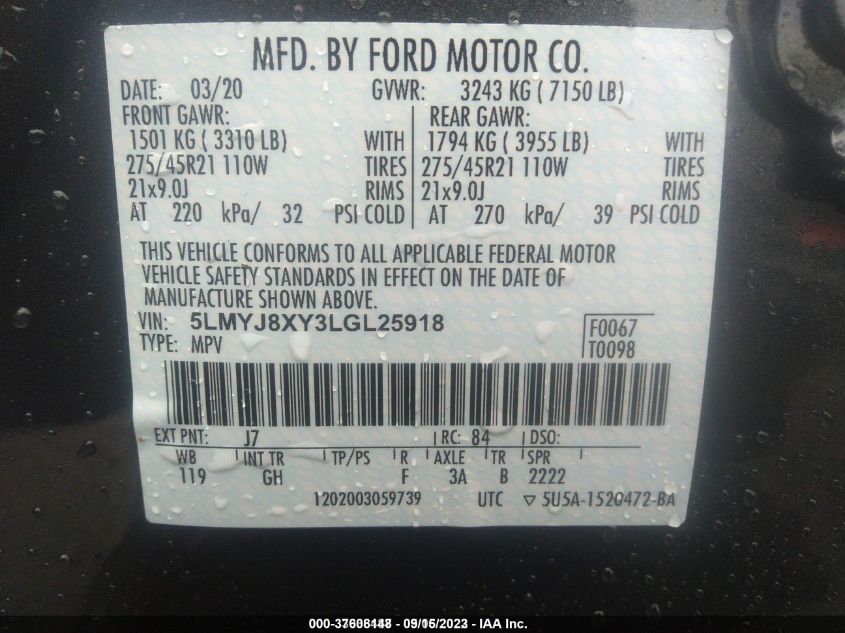 MFD. BY FORD MOTOR CO.
DATE: 03/20 GVWR: 3243 KG ( 7150 LB)
FRONT GAWR: REAR GAWR:
1501 KG ( 3310 LB) WITH 1794 KG ( 3955 LB) WITH
275/45R21 110W TIRES 275/45R21 110W TIRES
21x9.0J RIMS 21x9.0J RIMS
AT 220 kPa/ 32 PSI COLD AT 270 kPa/ 39 PSI COLD
THIS VEHICLE CONFORMS TO ALL APPLICABLE FEDERAL MOTOR
VEHICLE SAFETY STANDARDS IN EFFECT ON THE DATE OF
MANUFACTURE SHOWN ABOVE.
VIN: 5LMYJ8XY3LGL25918
TYPE: MPV
F0067
T0098
EXT PNT: J7 RC: 84 DSO:
WB INT TR TP/PS R AXLE TR SPR
119 GH F 3A B 2222
1202003059739 UTC ▽ 5U5A-1520472-BA
- IAA Inc.